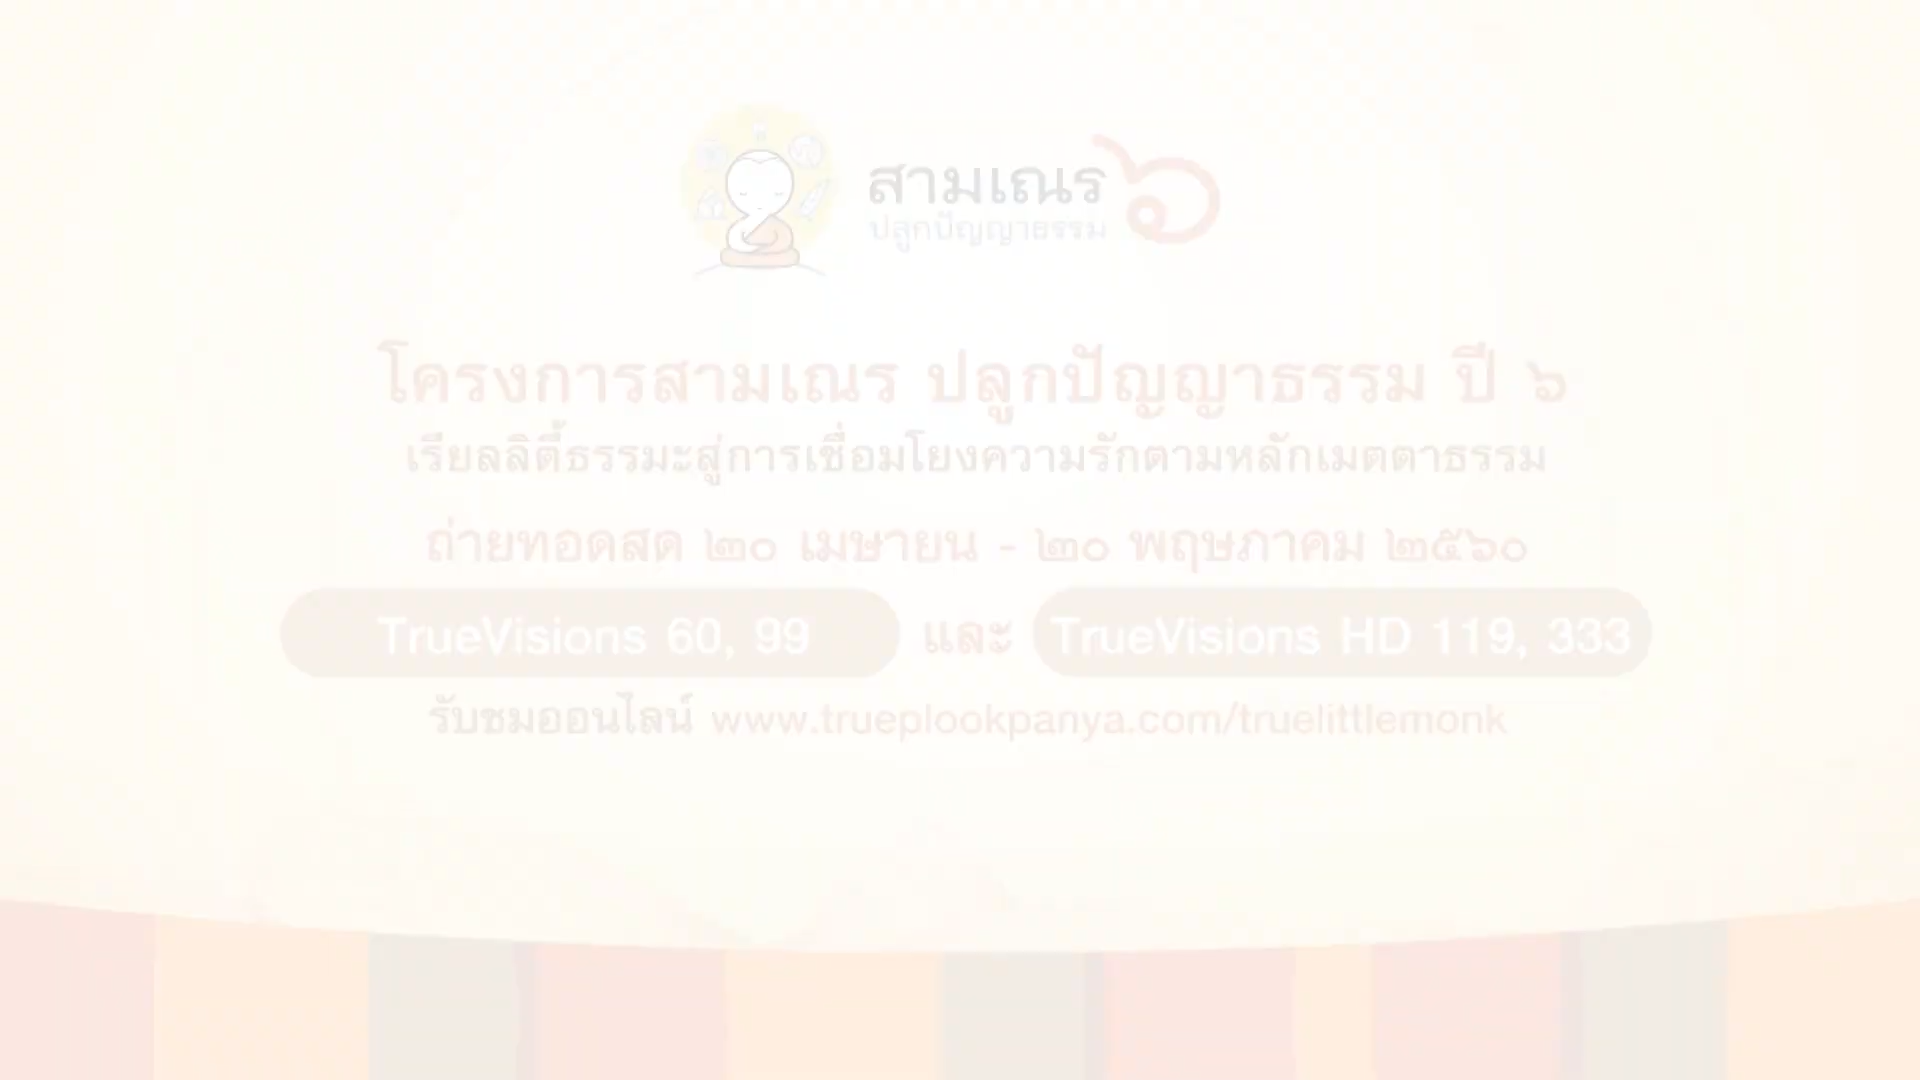 สามเณร ๖
ปลูกปัญญาธรรม
โครงการสามเณร ปลูกปัญญาธรรม ปี ๖
เรียลลิตี้ธรรมะสู่การเชื่อมโยงความรักตามหลักเมตตาธรรม
ถ่ายทอดสด ๒๐ เมษายน - ๒๐ พฤษภาคม ๒๕๖๐
TrueVisions 60, 99 และ TrueVisions HD 119, 333
รับชมออนไลน์ www.trueplookpanya.com/truelittlemonk